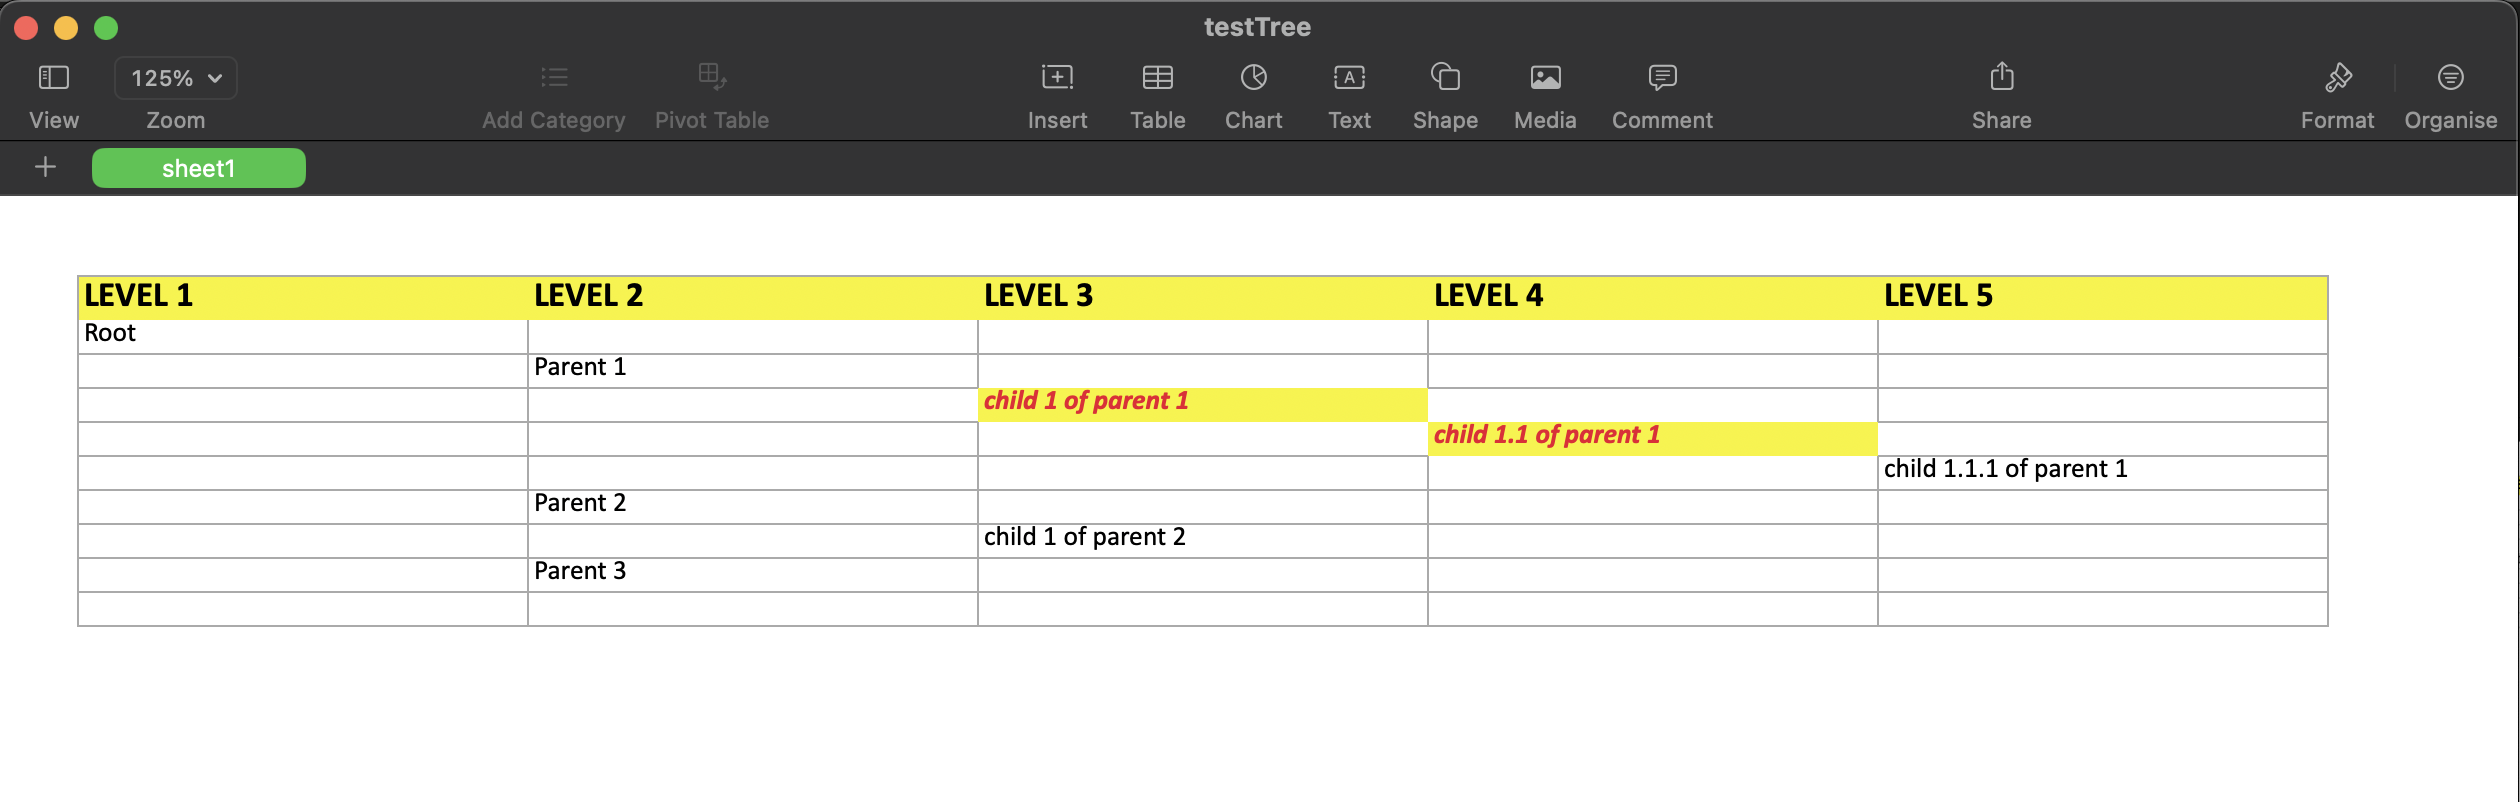 testTree
125%
View
Zoom
Add Category
Pivot Table
Insert
Table
Chart
Text
Shape
Media
Comment
Share
Format
Organise
sheet1
LEVEL 1 LEVEL 2 LEVEL 3 LEVEL 4 LEVEL 5
Root
Parent 1
child 1 of parent 1
child 1.1 of parent 1
child 1.1.1 of parent 1
Parent 2
child 1 of parent 2
Parent 3